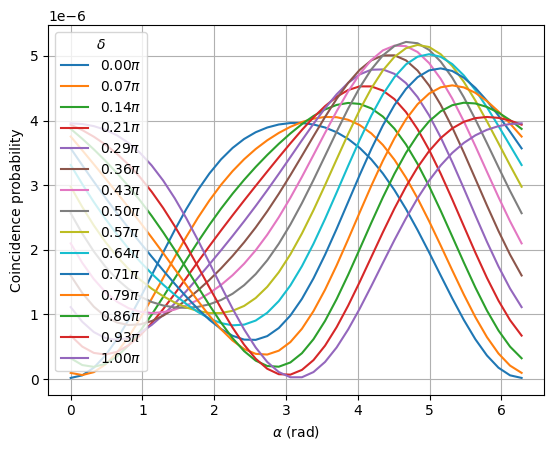 1e−6
5
4
3
2
1
0
Coincidence probability
δ
0.00π
0.07π
0.14π
0.21π
0.29π
0.36π
0.43π
0.50π
0.57π
0.64π
0.71π
0.79π
0.86π
0.93π
1.00π
0 1 2 3 4 5 6
α (rad)